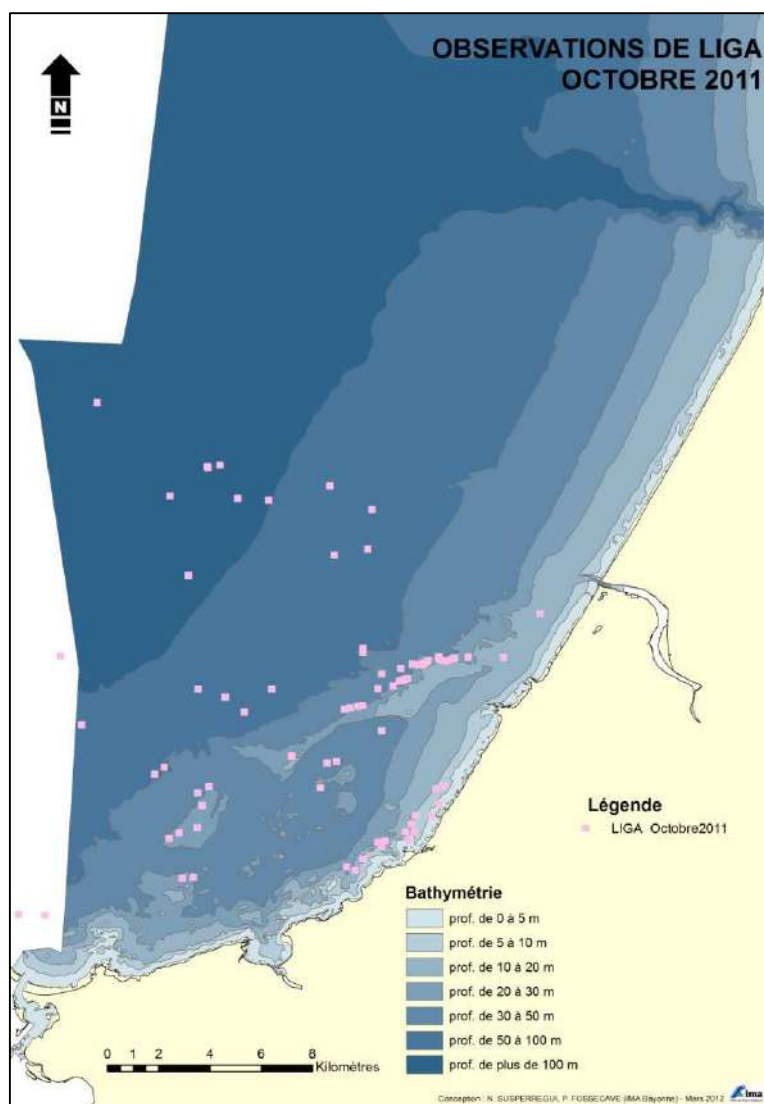 OBSERVATIONS DE LIGA
OCTOBRE 2011
N
Légende
LIGA Octobre2011
Bathymétrie
prof. de 0 à 5 m
prof. de 5 à 10 m
prof. de 10 à 20 m
prof. de 20 à 30 m
prof. de 30 à 50 m
prof. de 50 à 100 m
prof. de plus de 100 m
0 2 4 6 8
Kilomètres
Conception : N. SUSPERREGUI, P. FOSSECAVE (IMA Bayonne) - Mars 2012
ima